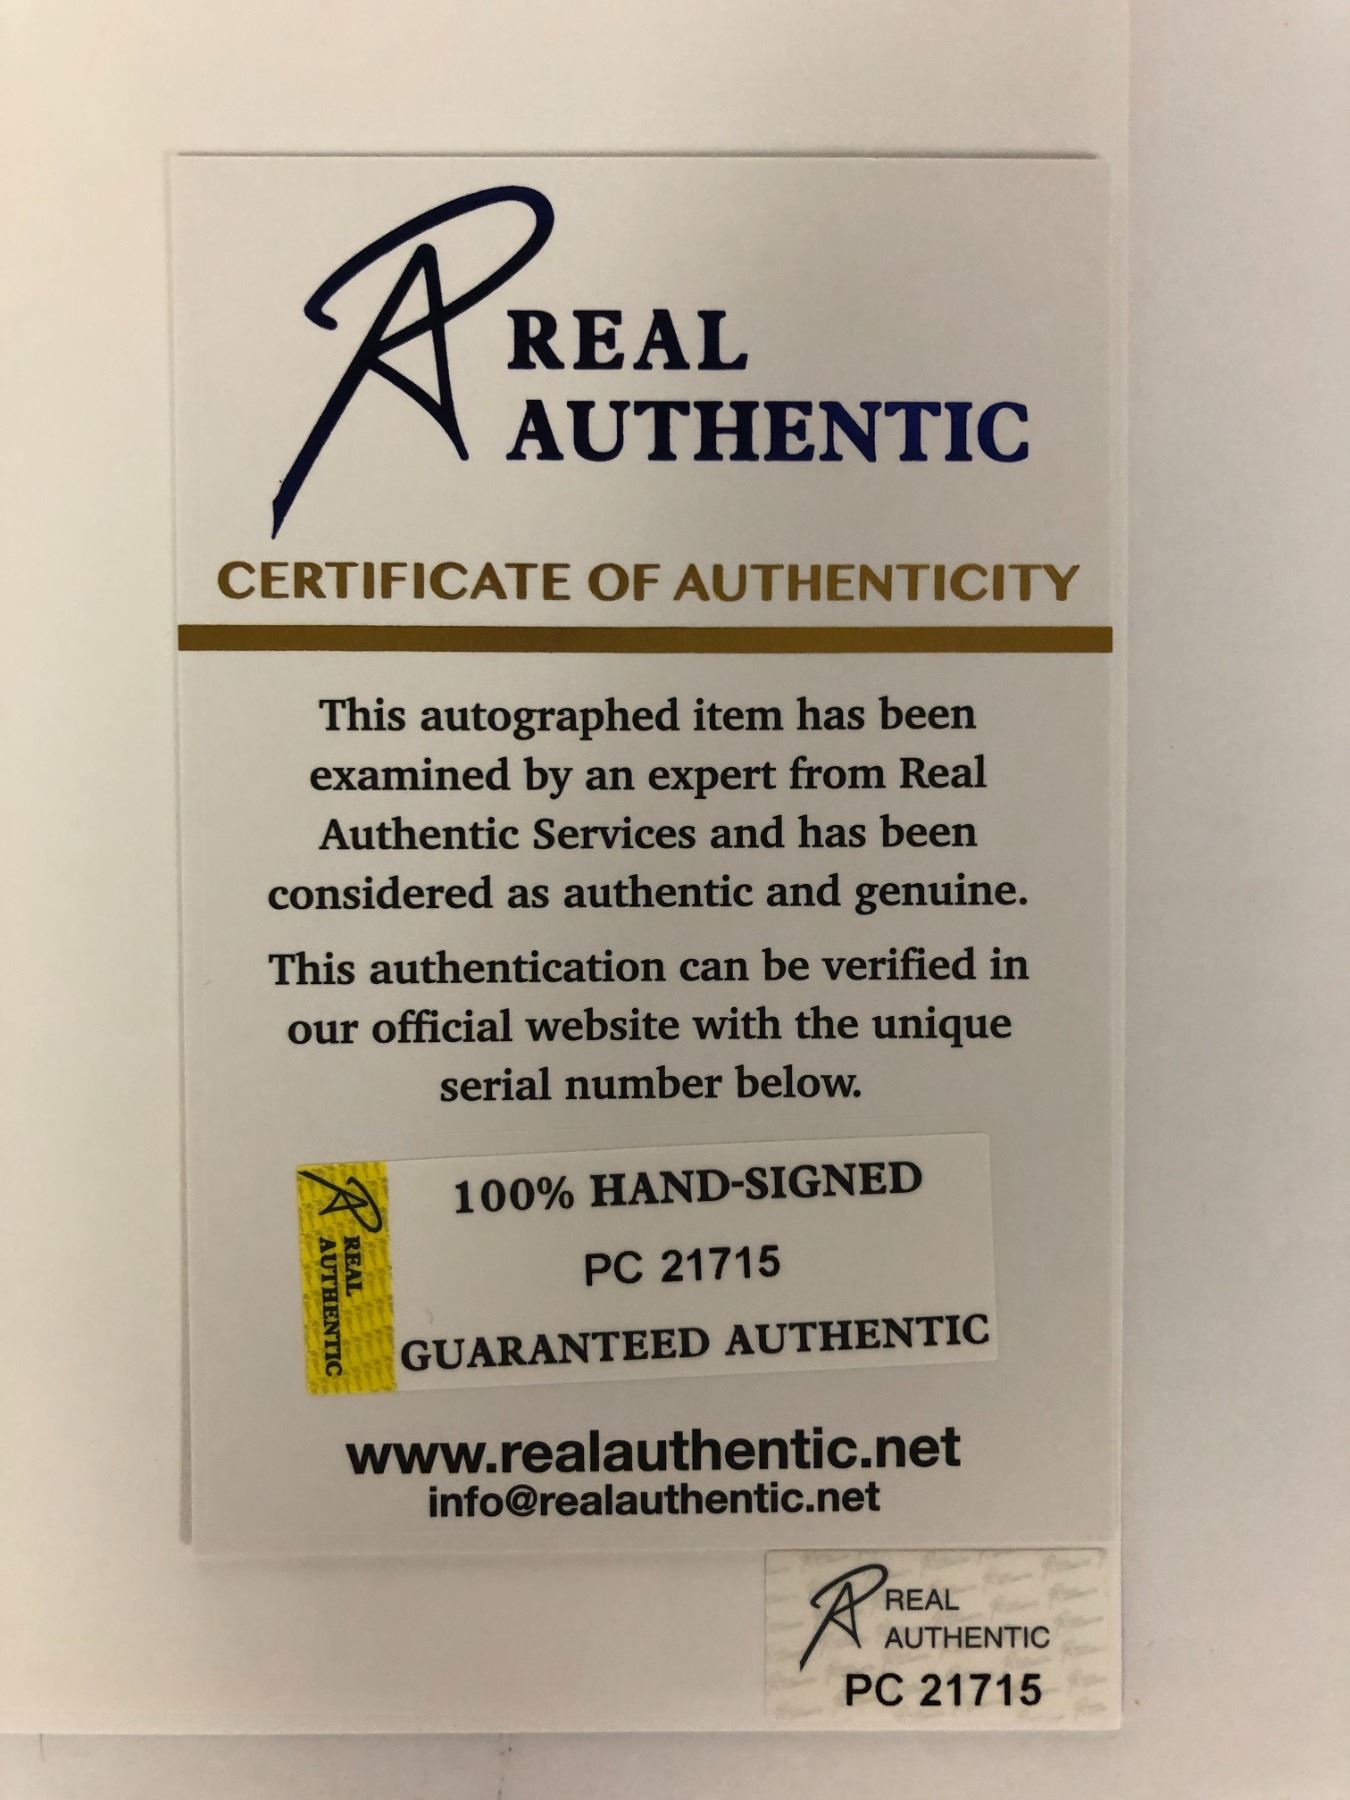 REAL
AUTHENTIC
CERTIFICATE OF AUTHENTICITY
This autographed item has been
examined by an expert from Real
Authentic Services and has been
considered as authentic and genuine.
This authentication can be verified in
our official website with the unique
serial number below.
REAL
AUTHENTIC
100% HAND-SIGNED
PC 21715
GUARANTEED AUTHENTIC
www.realauthentic.net
info@realauthentic.net
REAL
AUTHENTIC
PC 21715